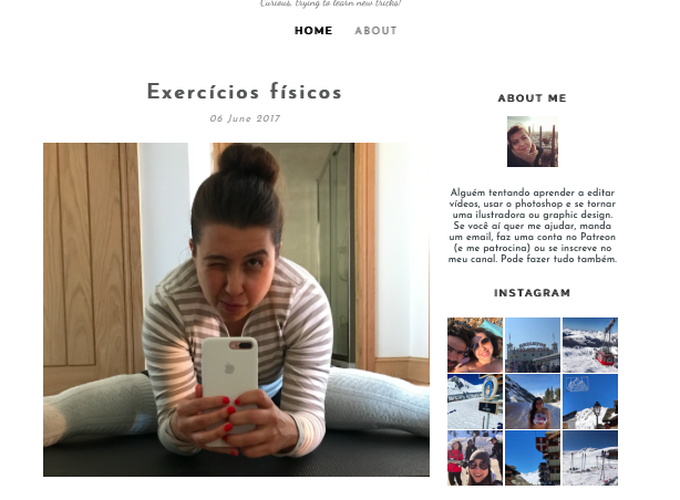 Curious, trying to learn new tricks!
HOME ABOUT
Exercícios físicos
06 June 2017
ABOUT ME
Alguém tentando aprender a editar
vídeos, usar o photoshop e se tornar
uma ilustradora ou graphic design.
Se você aí quer me ajudar, manda
um email, faz uma conta no Patreon
(e me patrocina) ou se inscreve no
meu canal. Pode fazer tudo também.
INSTAGRAM